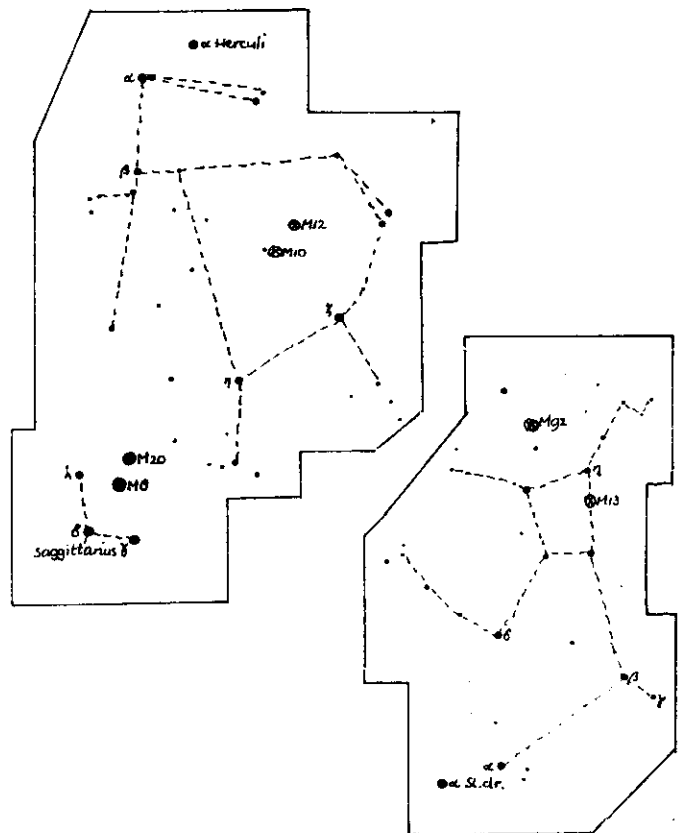 α Herculi
α
β
M12
M10
ξ
η
M20
λ
M8
δ
Saggittarius γ
M92
η
M13
δ
β
γ
α
α St.dr.